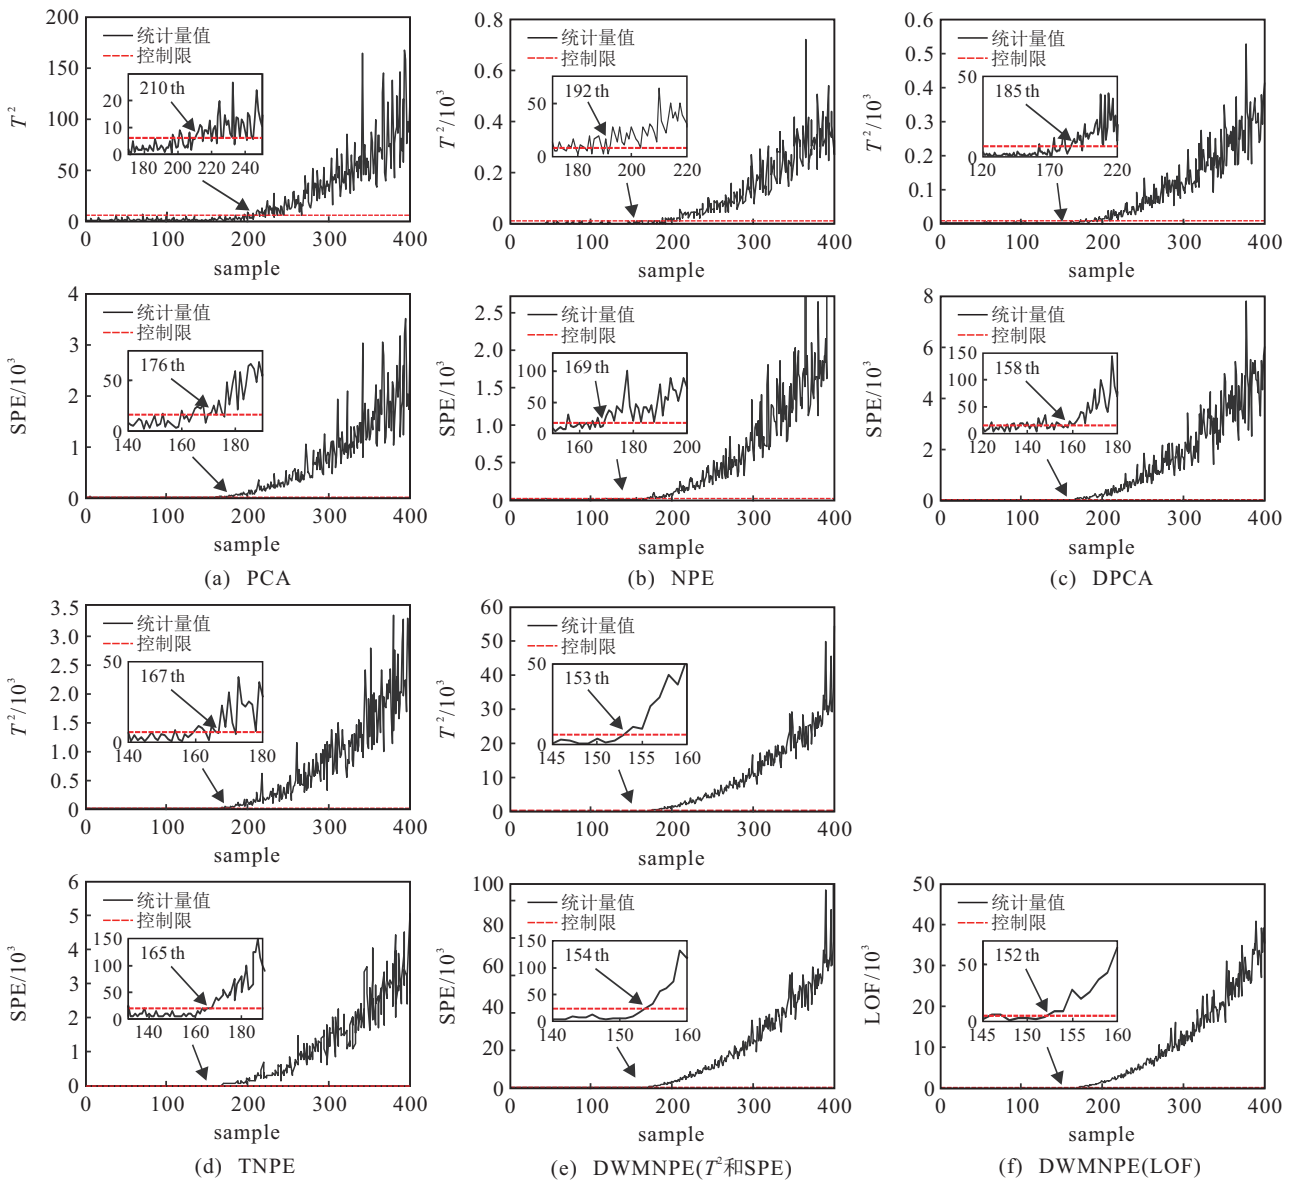 200
150
100
50
0
T²
统计量值
控制限
210 th
20
10
0
180 200 220 240
0 100 200 300 400
sample
0.8
0.6
0.4
0.2
0
T²/10³
统计量值
控制限
192 th
50
0
180 200 220
0 100 200 300 400
sample
0.6
0.5
0.4
0.3
0.2
0.1
0
T²/10³
统计量值
控制限
185 th
50
0
120 170 220
0 100 200 300 400
sample
4
3
2
1
0
SPE/10³
统计量值
控制限
176 th
50
0
140 160 180
0 100 200 300 400
sample
(a) PCA
2.5
2.0
1.5
1.0
0.5
0
SPE/10³
统计量值
控制限
169 th
100
50
0
160 180 200
0 100 200 300 400
sample
(b) NPE
8
6
4
2
0
SPE/10³
统计量值
控制限
158 th
150
100
50
0
120 140 160 180
0 100 200 300 400
sample
(c) DPCA
3.5
3.0
2.5
2.0
1.5
1.0
0.5
0
T²/10³
统计量值
控制限
167 th
50
0
140 160 180
0 100 200 300 400
sample
60
50
40
30
20
10
0
T²/10³
统计量值
控制限
153 th
50
0
145 150 155 160
0 100 200 300 400
sample
6
5
4
3
2
1
0
SPE/10³
统计量值
控制限
165 th
150
100
50
0
140 160 180
0 100 200 300 400
sample
(d) TNPE
100
80
60
40
20
0
SPE/10³
统计量值
控制限
154 th
150
100
50
0
140 150 160
0 100 200 300 400
sample
(e) DWMNPE(T²和SPE)
50
40
30
20
10
0
LOF/10³
统计量值
控制限
152 th
50
0
145 150 155 160
0 100 200 300 400
sample
(f) DWMNPE(LOF)